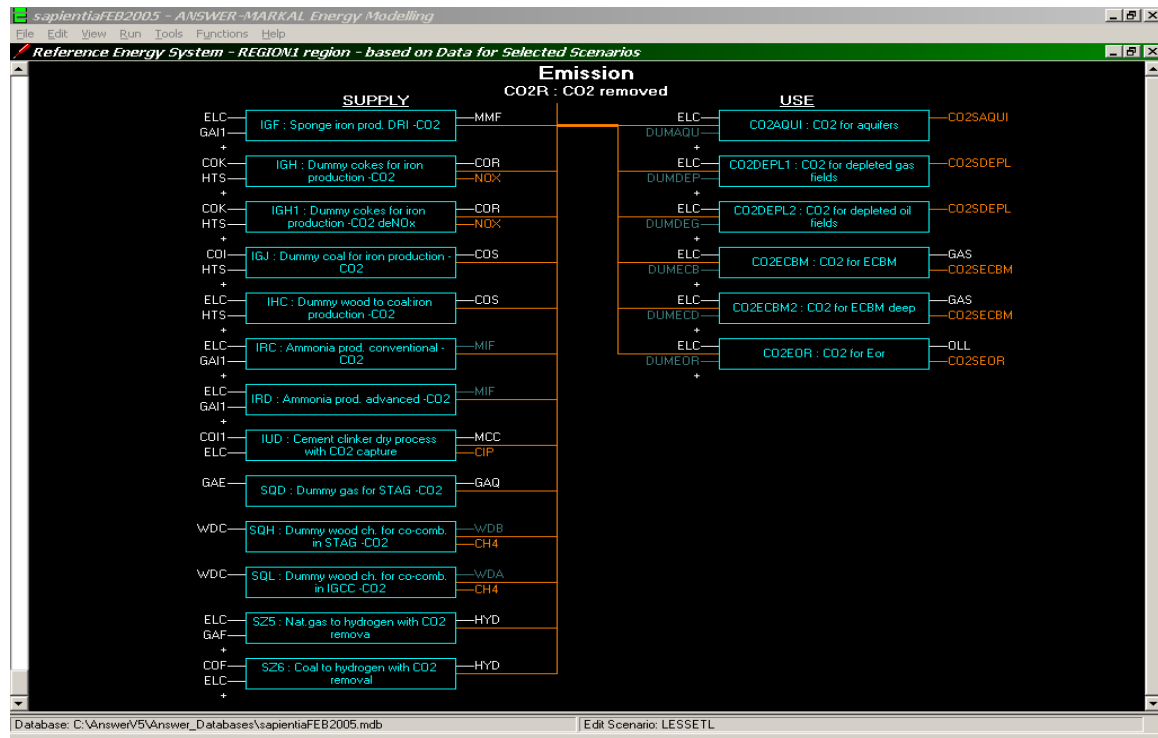 sapientiaFEB2005 - ANSWER-MARKAL Energy Modelling
File Edit View Run Tools Functions Help
Reference Energy System - REGION1 region - based on Data for Selected Scenarios
Emission
CO2R : CO2 removed
SUPPLY
ELC
GAI1
+
IGF : Sponge iron prod. DRI -CO2
MMF
COK
HTS
+
IGH : Dummy cokes for iron
production -CO2
COR
NOX
COK
HTS
+
IGH1 : Dummy cokes for iron
production -CO2 deNOx
COR
NOX
COI
HTS
+
IGJ : Dummy coal for iron production -
CO2
COS
ELC
HTS
+
IHC : Dummy wood to coal:iron
production -CO2
COS
ELC
GAI1
+
IRC : Ammonia prod. conventional -
CO2
MIF
ELC
GAI1
+
IRD : Ammonia prod. advanced -CO2
MIF
COI1
ELC
IUD : Cement clinker dry process
with CO2 capture
MCC
CIP
GAE
SQD : Dummy gas for STAG -CO2
GAQ
WDC
SQH : Dummy wood ch. for co-comb.
in STAG -CO2
WDB
CH4
WDC
SQL : Dummy wood ch. for co-comb.
in IGCC -CO2
WDA
CH4
ELC
GAF
+
SZ5 : Nat.gas to hydrogen with CO2
remova
HYD
COF
ELC
+
SZ6 : Coal to hydrogen with CO2
removal
HYD
USE
ELC
DUMAQU
+
CO2AQUI : CO2 for aquifers
CO2SAQUI
ELC
DUMDEP
+
CO2DEPL1 : CO2 for depleted gas
fields
CO2SDEPL
ELC
DUMDEG
+
CO2DEPL2 : CO2 for depleted oil
fields
CO2SDEPL
ELC
DUMECB
+
CO2ECBM : CO2 for ECBM
GAS
CO2SECBM
ELC
DUMECD
+
CO2ECBM2 : CO2 for ECBM deep
GAS
CO2SECBM
ELC
DUMEOR
+
CO2EOR : CO2 for Eor
OLL
CO2SEOR
Database: C:\AnswerV5\Answer_Databases\sapientiaFEB2005.mdb
Edit Scenario: LESSETL